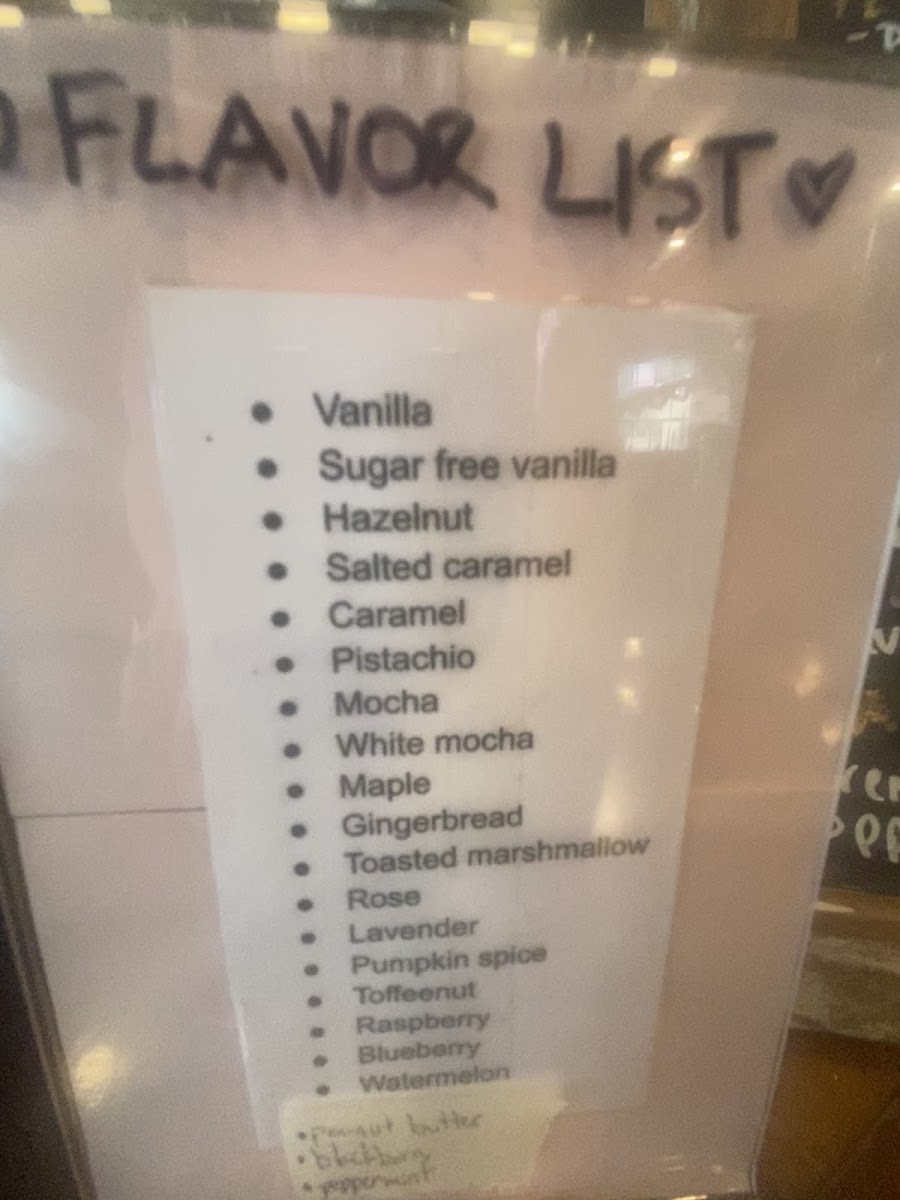 FLAVOR LIST ♥
• Vanilla
• Sugar free vanilla
• Hazelnut
• Salted caramel
• Caramel
• Pistachio
• Mocha
• White mocha
• Maple
• Gingerbread
• Toasted marshmallow
• Rose
• Lavender
• Pumpkin spice
• Toffeenut
• Raspberry
• Blueberry
• Watermelon
• peanut butter
• blackberry
• peppermint